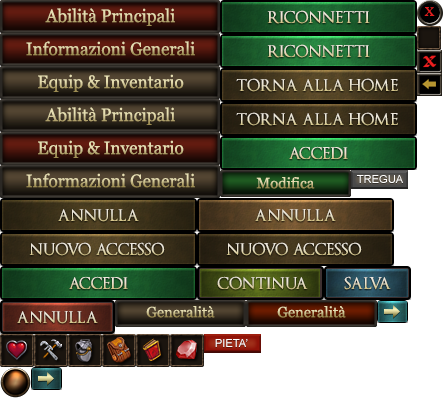 Abilità Principali
RICONNETTI
X
Informazioni Generali
RICONNETTI
Equip & Inventario
TORNA ALLA HOME
X
Abilità Principali
TORNA ALLA HOME
Equip & Inventario
ACCEDI
Informazioni Generali
Modifica
TREGUA
ANNULLA
ANNULLA
NUOVO ACCESSO
NUOVO ACCESSO
ACCEDI
CONTINUA
SALVA
ANNULLA
Generalità
Generalità
PIETA'